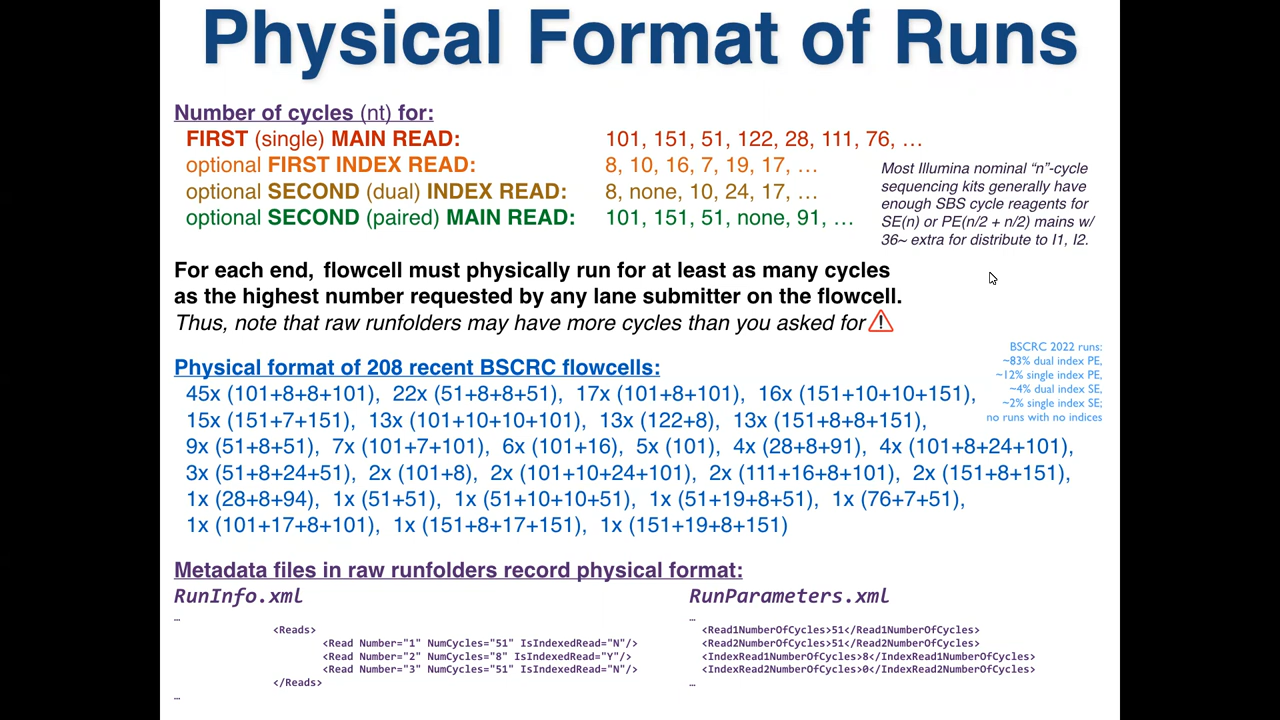 Physical Format of Runs
Number of cycles (nt) for:
FIRST (single) MAIN READ: 101, 151, 51, 122, 28, 111, 76, …
optional FIRST INDEX READ: 8, 10, 16, 7, 19, 17, …
optional SECOND (dual) INDEX READ: 8, none, 10, 24, 17, …
optional SECOND (paired) MAIN READ: 101, 151, 51, none, 91, …
Most Illumina nominal “n”-cycle
sequencing kits generally have
enough SBS cycle reagents for
SE(n) or PE(n/2 + n/2) mains w/
36~ extra for distribute to I1, I2.
For each end, flowcell must physically run for at least as many cycles
as the highest number requested by any lane submitter on the flowcell.
Thus, note that raw runfolders may have more cycles than you asked for
Physical format of 208 recent BSCRC flowcells:
45x (101+8+8+101), 22x (51+8+8+51), 17x (101+8+101), 16x (151+10+10+151),
15x (151+7+151), 13x (101+10+10+101), 13x (122+8), 13x (151+8+8+151),
9x (51+8+51), 7x (101+7+101), 6x (101+16), 5x (101), 4x (28+8+91), 4x (101+8+24+101),
3x (51+8+24+51), 2x (101+8), 2x (101+10+24+101), 2x (111+16+8+101), 2x (151+8+151),
1x (28+8+94), 1x (51+51), 1x (51+10+10+51), 1x (51+19+8+51), 1x (76+7+51),
1x (101+17+8+101), 1x (151+8+17+151), 1x (151+19+8+151)
BSCRC 2022 runs:
~83% dual index PE,
~12% single index PE,
~4% dual index SE,
~2% single index SE;
no runs with no indices
Metadata files in raw runfolders record physical format:
RunInfo.xml
…
<Reads>
<Read Number="1" NumCycles="51" IsIndexedRead="N"/>
<Read Number="2" NumCycles="8" IsIndexedRead="Y"/>
<Read Number="3" NumCycles="51" IsIndexedRead="N"/>
</Reads>
…
RunParameters.xml
…
<Read1NumberOfCycles>51</Read1NumberOfCycles>
<Read2NumberOfCycles>51</Read2NumberOfCycles>
<IndexRead1NumberOfCycles>8</IndexRead1NumberOfCycles>
<IndexRead2NumberOfCycles>0</IndexRead2NumberOfCycles>
…